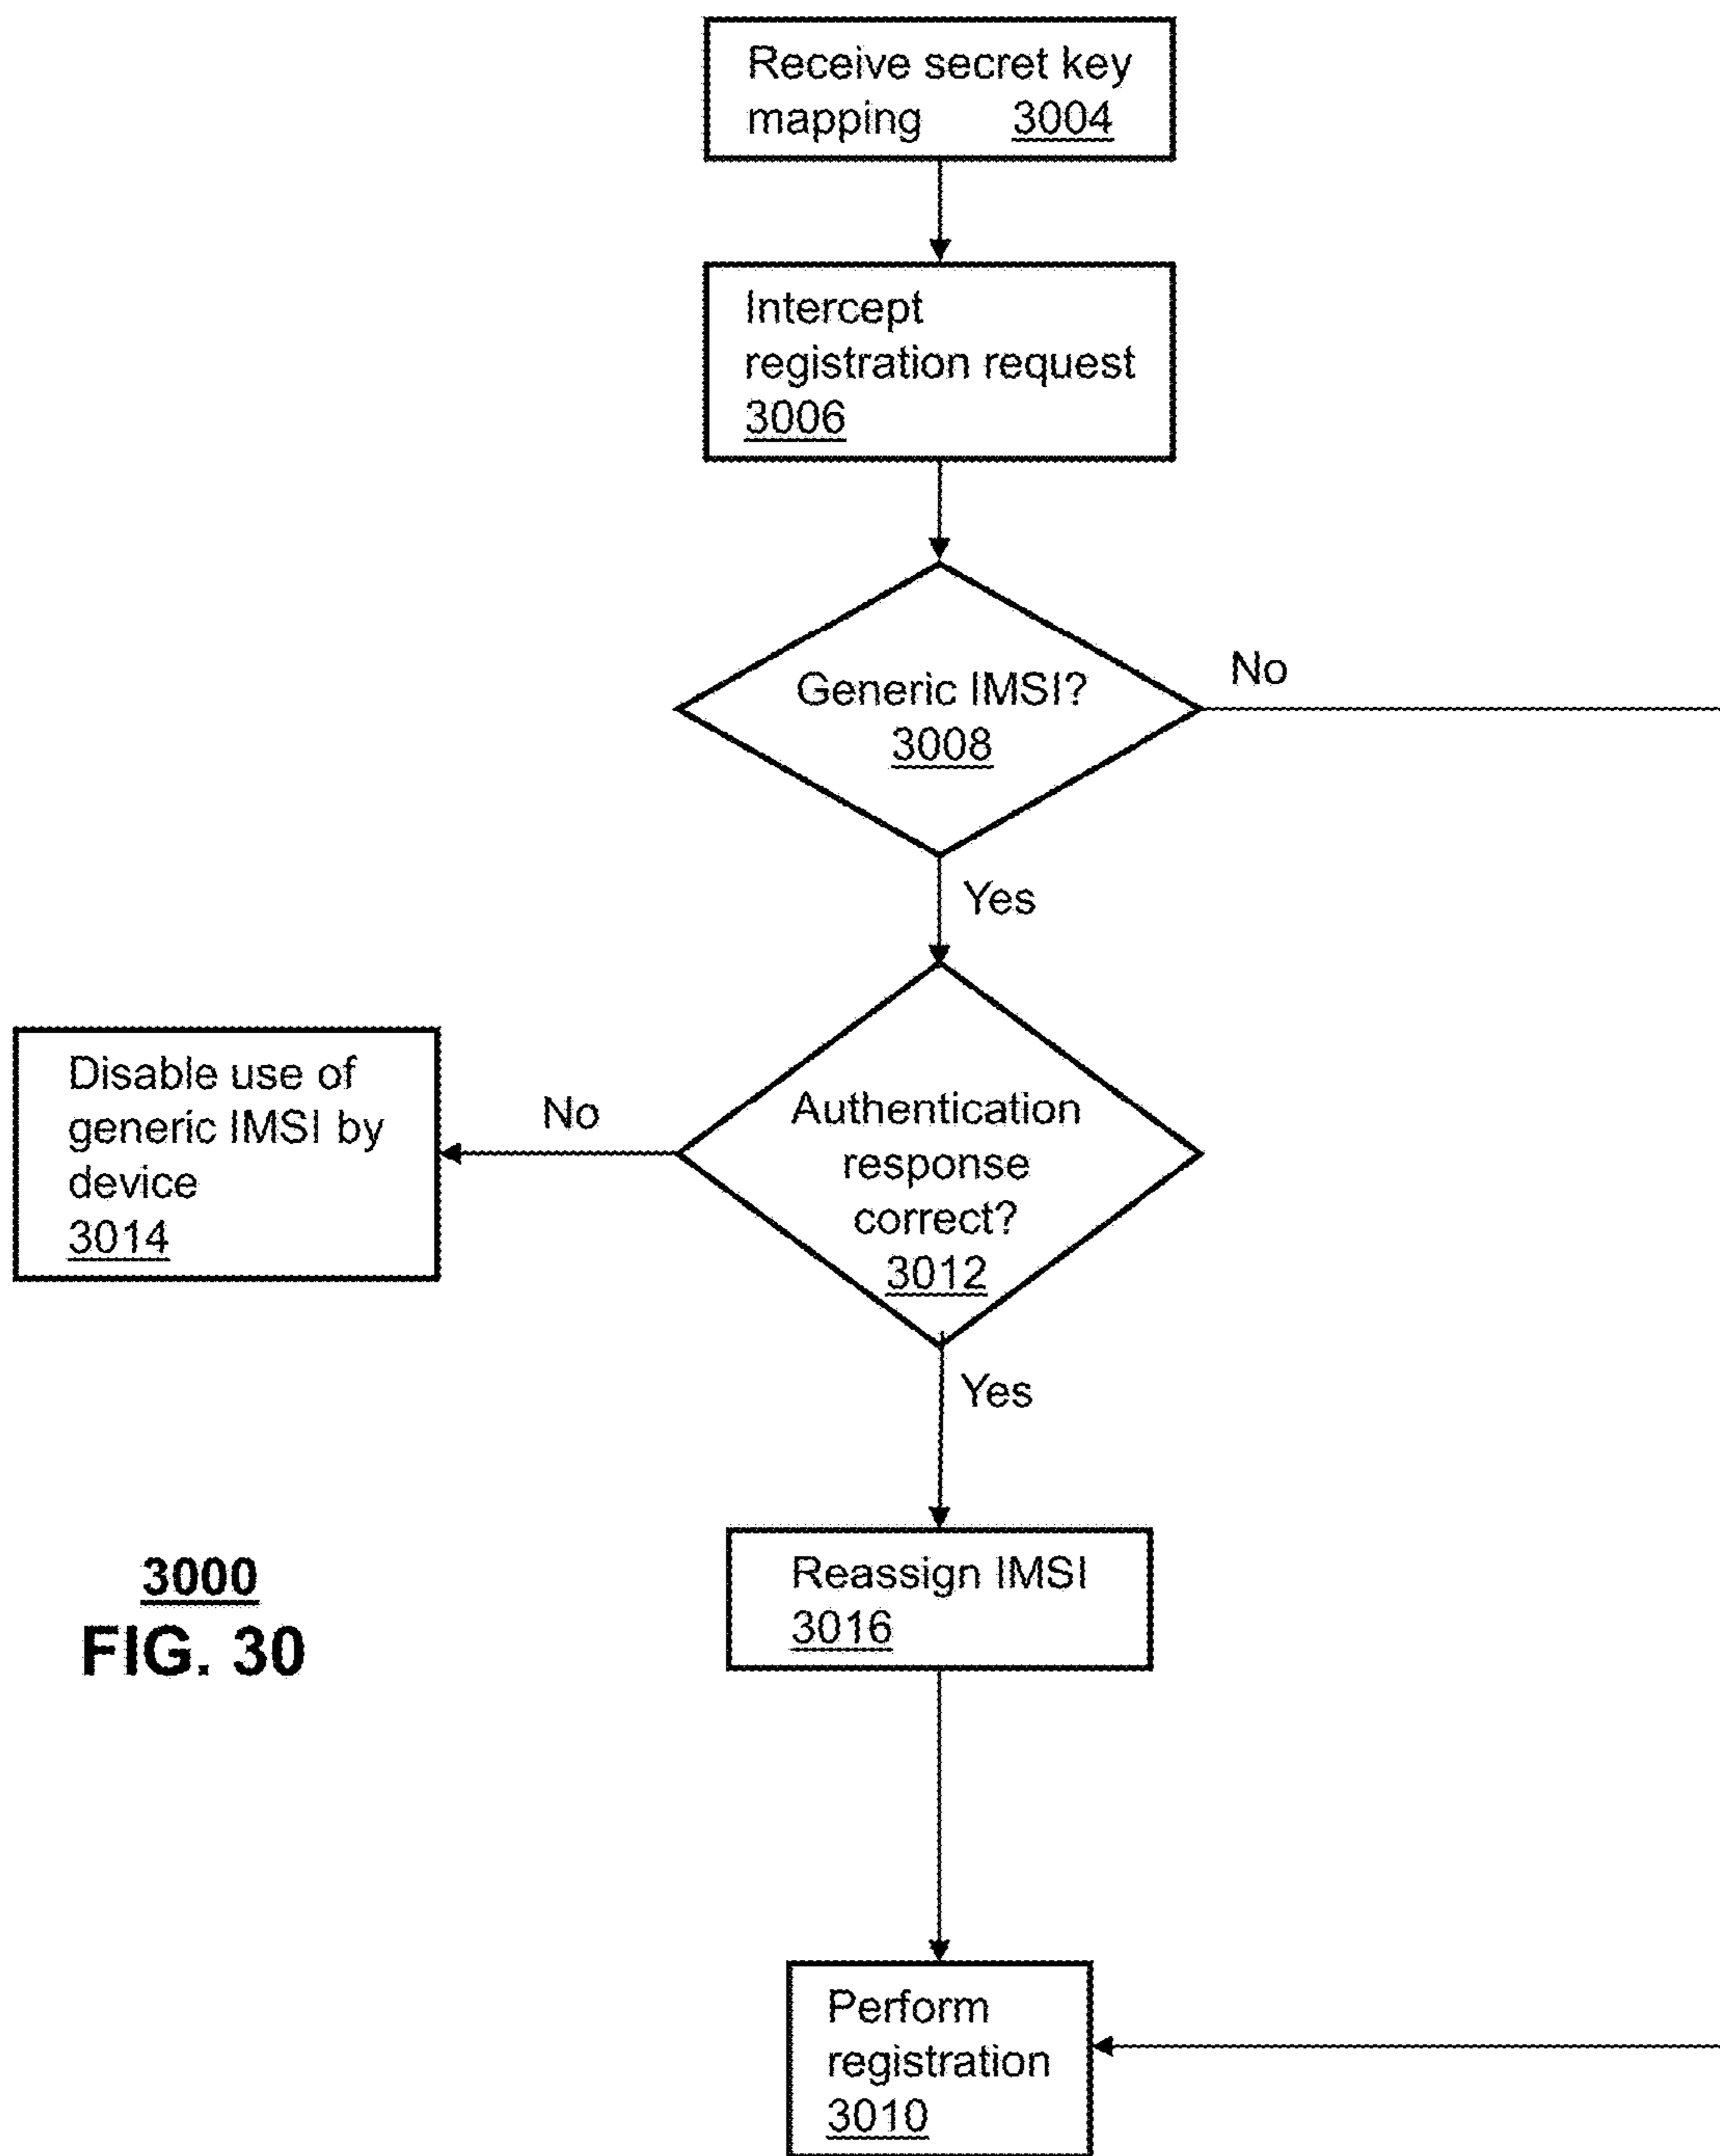 Receive secret key
mapping 3004
Intercept
registration request
3006
Generic IMSI?
3008
No
Yes
Authentication
response
correct?
3012
No
Disable use of
generic IMSI by
device
3014
Yes
Reassign IMSI
3016
3000
FIG. 30
Perform
registration
3010